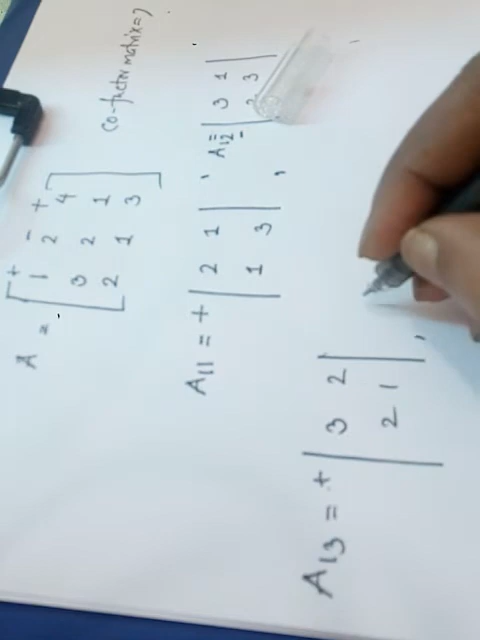 + - +
A = [ 1 2 4
3 2 1
2 1 3 ] co-factor matrix = ?
A11 = + | 2 1
1 3 | , A12 = - | 3 1
3 | ,
A13 = + | 3 2
2 1 | ,